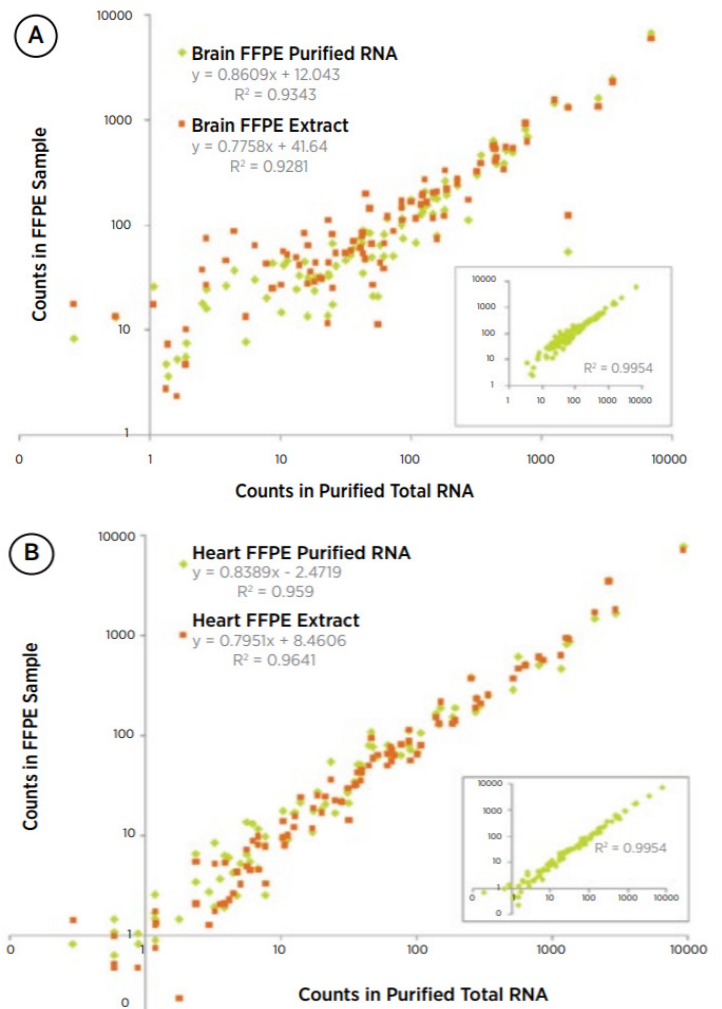 A
10000
1000
100
10
1
0
1
10
100
1000
10000
Counts in FFPE Sample
Counts in Purified Total RNA
Brain FFPE Purified RNA
y = 0.8609x + 12.043
R² = 0.9343
Brain FFPE Extract
y = 0.7758x + 41.64
R² = 0.9281
10000
1000
100
10
1
1
10
100
1000
10000
R² = 0.9954
B
10000
1000
100
10
1
0
0
1
10
100
1000
10000
Counts in FFPE Sample
Counts in Purified Total RNA
Heart FFPE Purified RNA
y = 0.8389x - 2.4719
R² = 0.959
Heart FFPE Extract
y = 0.7951x + 8.4606
R² = 0.9641
10000
1000
100
10
1
0
0
1
10
100
1000
10000
R² = 0.9954